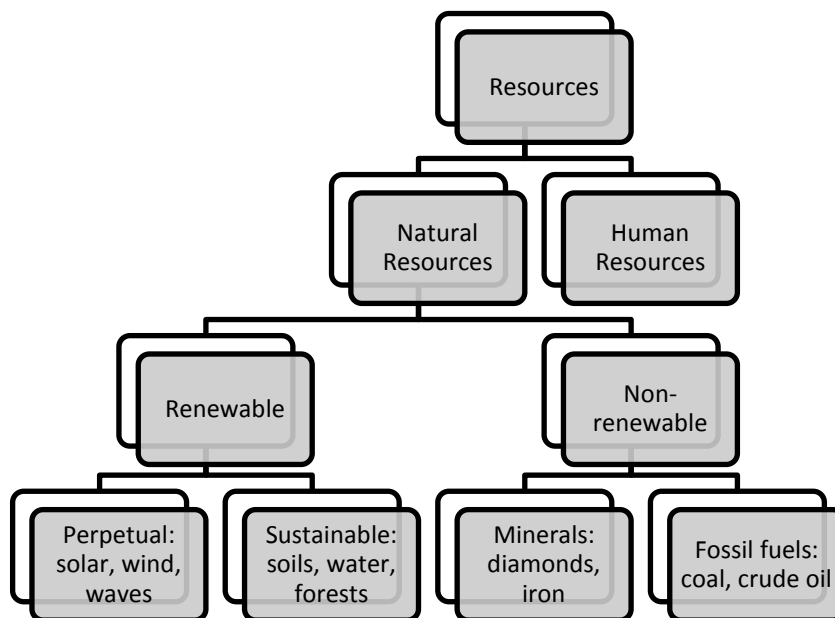 Resources
Natural
Resources
Human
Resources
Renewable
Non-
renewable
Perpetual:
solar, wind,
waves
Sustainable:
soils, water,
forests
Minerals:
diamonds,
iron
Fossil fuels:
coal, crude oil